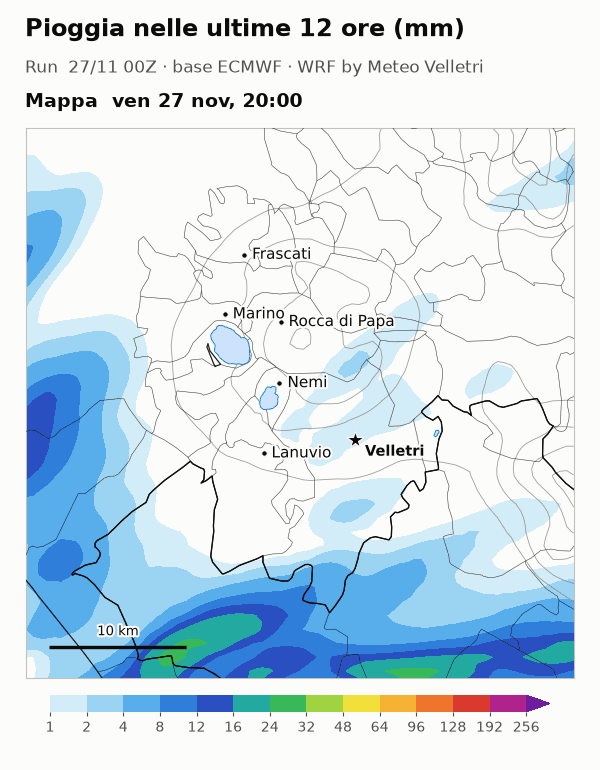 Pioggia nelle ultime 12 ore (mm)
Run  27/11 00Z · base ECMWF · WRF by Meteo Velletri
Mappa  ven 27 nov, 20:00
Frascati
Marino
Rocca di Papa
Nemi
Velletri
Lanuvio
10 km
1 2 4 8 12 16 24 32 48 64 96 128 192 256